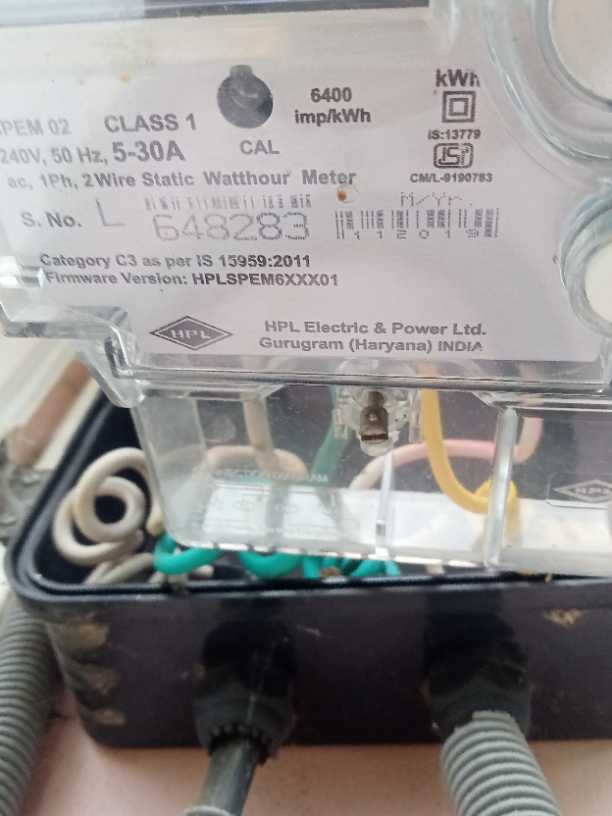 kWh
6400
imp/kWh
PEM 02 CLASS 1
CAL
IS:13779
240V, 50 Hz, 5-30A
ac, 1Ph, 2Wire Static Watthour Meter
CM/L-9190783
M/Yr.
S. No. L 648283
112019
Category C3 as per IS 15959:2011
Firmware Version: HPLSPEM6XXX01
HPL
HPL Electric & Power Ltd.
Gurugram (Haryana) INDIA
CONNECTION DIAGRAM